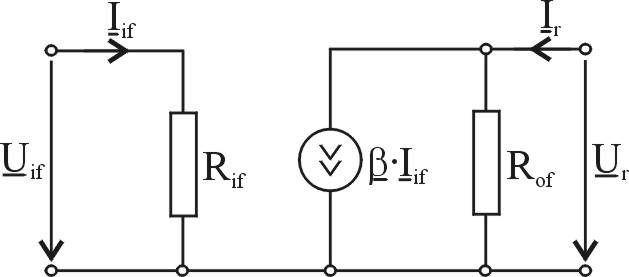 I_if
I_r
U_if
R_if
β·I_if
R_of
U_r